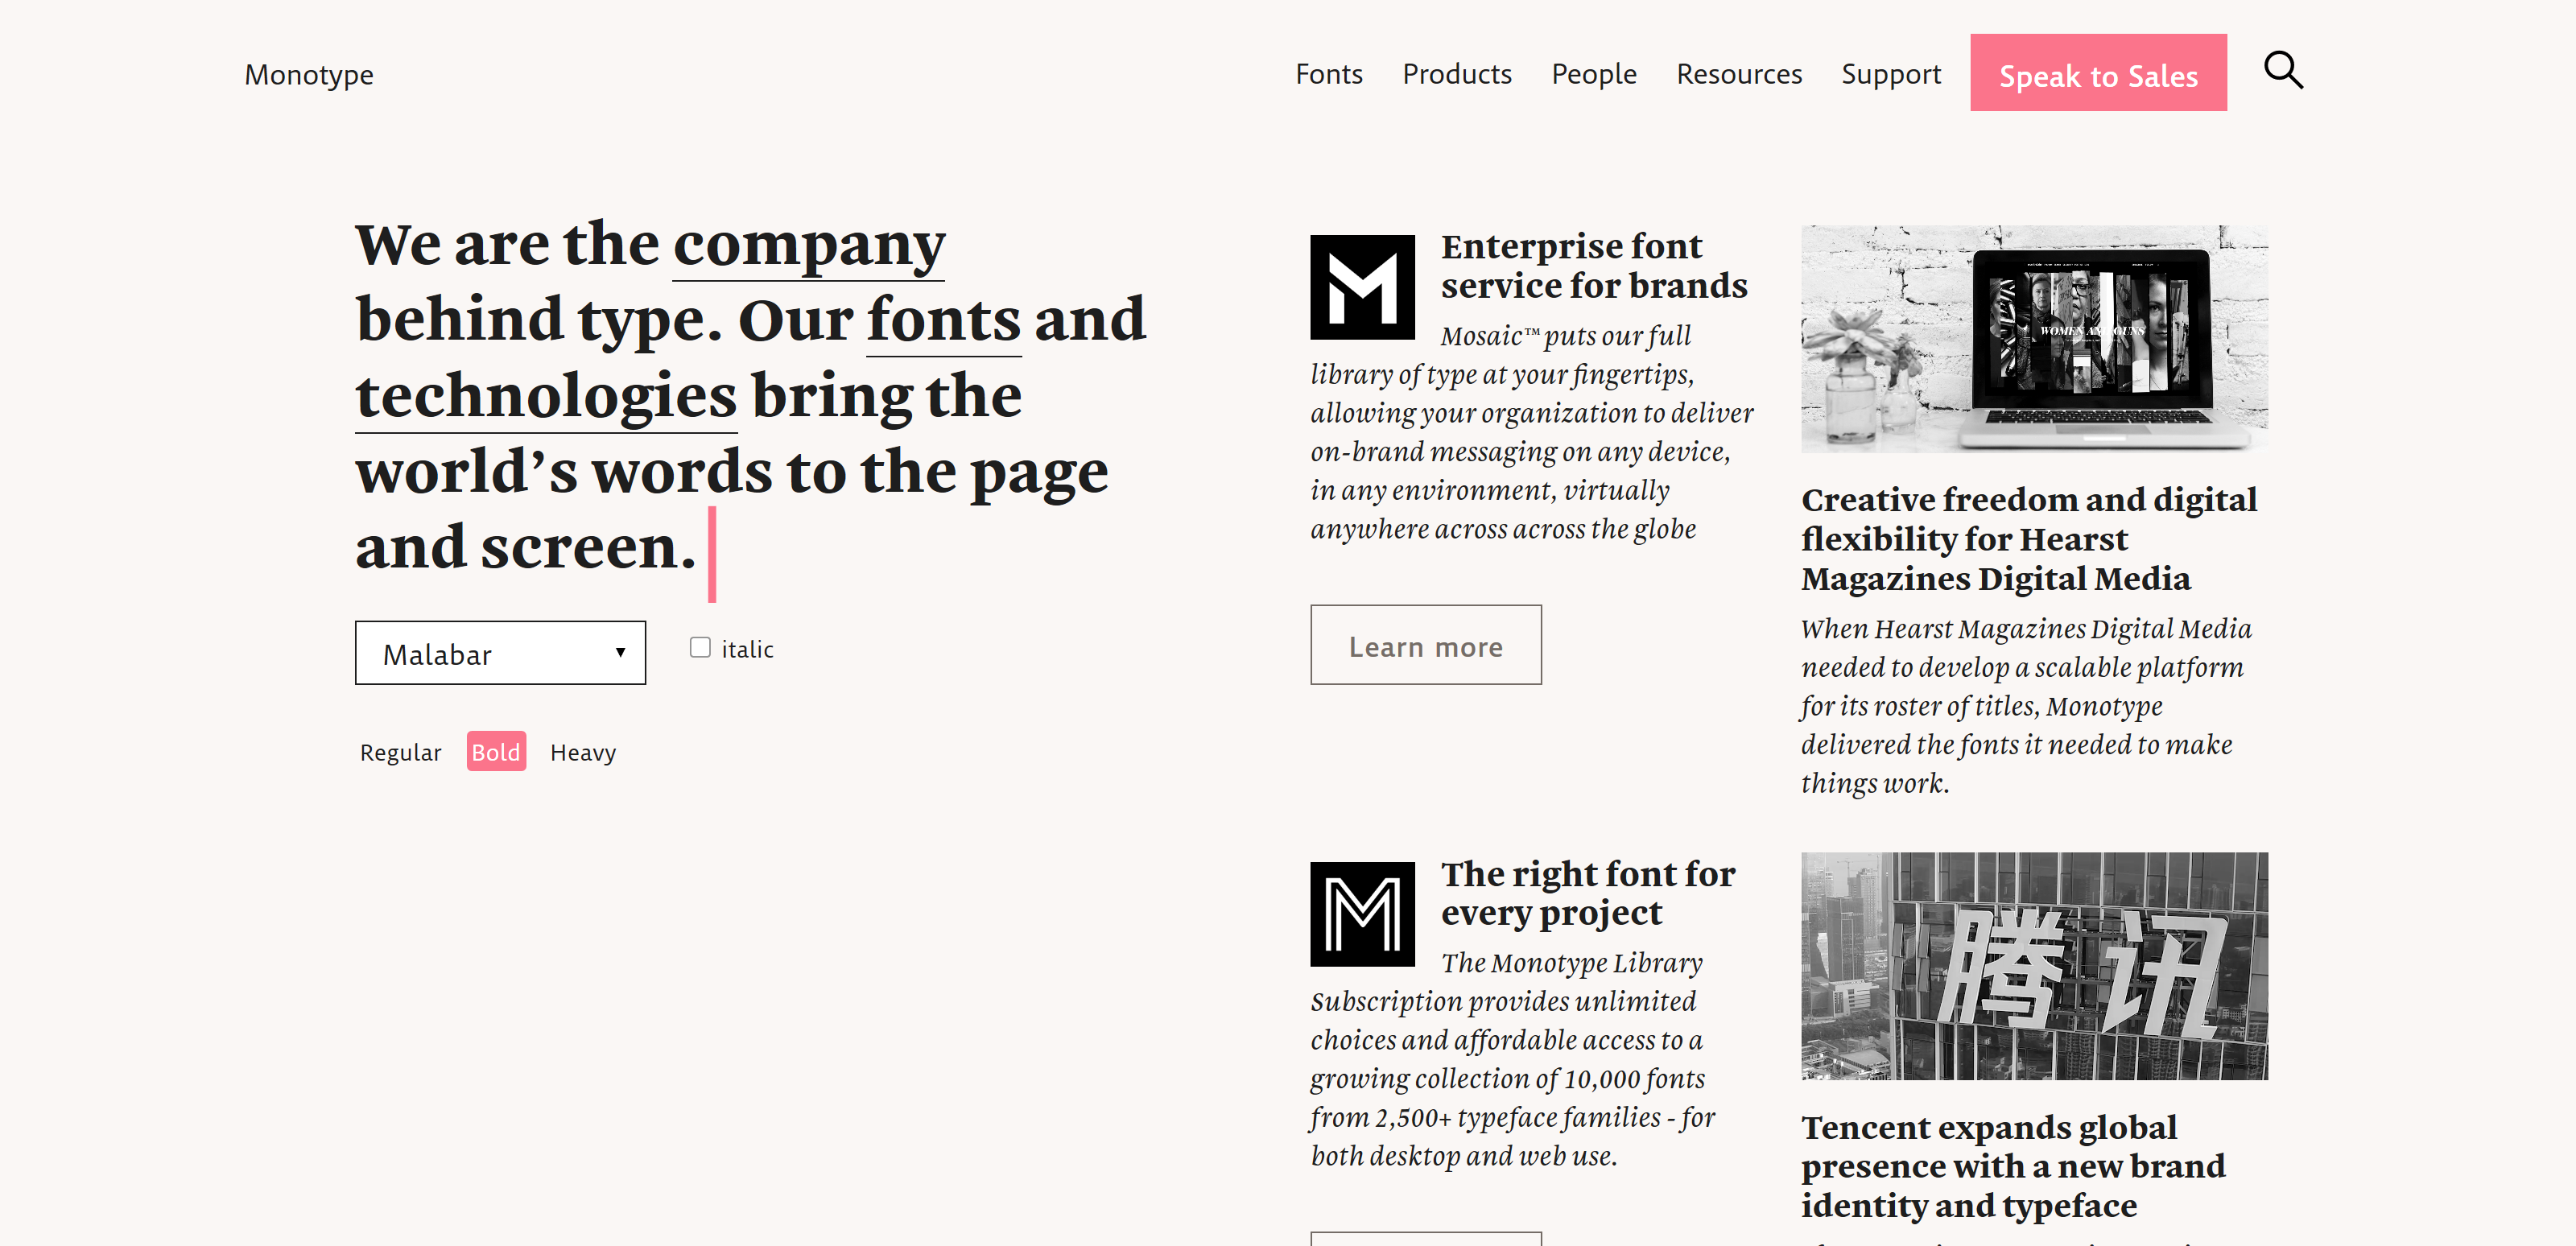 Monotype
Fonts
Products
People
Resources
Support
Speak to Sales
We are the company
behind type. Our fonts and
technologies bring the
world’s words to the page
and screen.
Malabar
italic
Regular
Bold
Heavy
M
Enterprise font
service for brands
Mosaic™ puts our full
library of type at your fingertips,
allowing your organization to deliver
on-brand messaging on any device,
in any environment, virtually
anywhere across across the globe
Learn more
WOMEN AND GUNS
Creative freedom and digital
flexibility for Hearst
Magazines Digital Media
When Hearst Magazines Digital Media
needed to develop a scalable platform
for its roster of titles, Monotype
delivered the fonts it needed to make
things work.
M
The right font for
every project
The Monotype Library
Subscription provides unlimited
choices and affordable access to a
growing collection of 10,000 fonts
from 2,500+ typeface families - for
both desktop and web use.
腾讯
Tencent expands global
presence with a new brand
identity and typeface